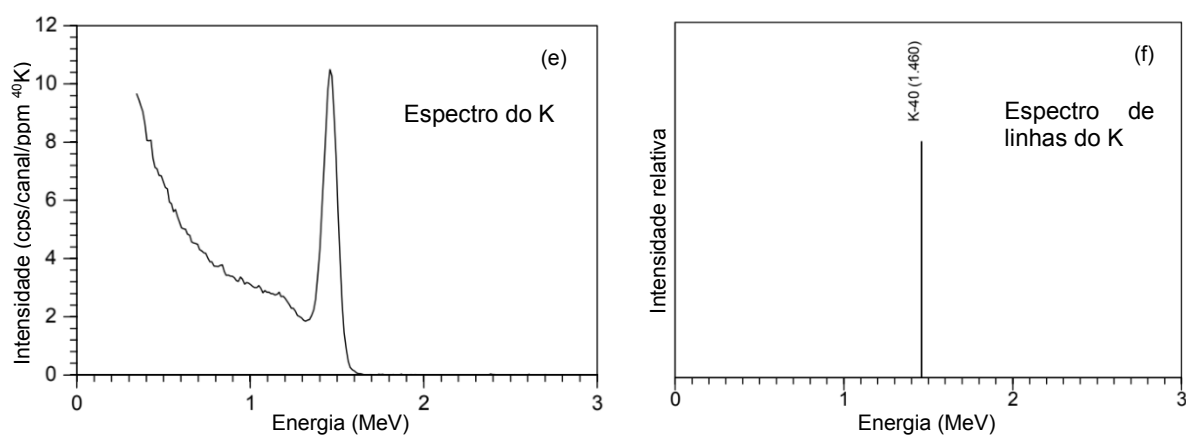 12
10
8
6
4
2
0
0
1
2
3
Intensidade (cps/canal/ppm ⁴⁰K)
Energia (MeV)
(e)
Espectro do K
(f)
K-40 (1.460)
Espectro de
linhas do K
Intensidade relativa
0
1
2
3
Energia (MeV)